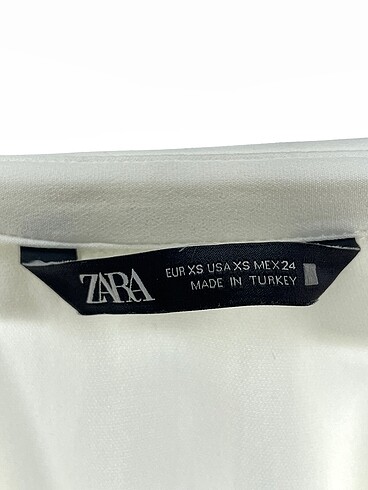 ZARA
EUR XS USA XS MEX 24
MADE IN TURKEY